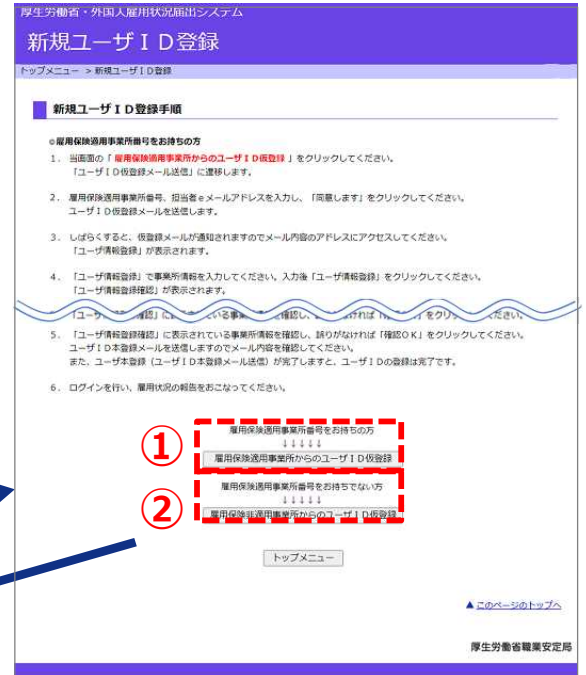 厚生労働省・外国人雇用状況届出システム
新規ユーザＩＤ登録
トップメニュー ＞新規ユーザＩＤ登録
新規ユーザＩＤ登録手順
○雇用保険適用事業所番号をお持ちの方
1． 当画面の「 雇用保険適用事業所からのユーザＩＤ仮登録 」をクリックしてください。
「ユーザＩＤ仮登録メール送信」に遷移します。
2． 雇用保険適用事業所番号、担当者ｅメールアドレスを入力し、「同意します」をクリックしてください。
ユーザＩＤ仮登録メールを送信します。
3． しばらくすると、仮登録メールが通知されますのでメール内容のアドレスにアクセスしてください。
「ユーザ情報登録」が表示されます。
4． 「ユーザ情報登録」で事業所情報を入力してください。入力後「ユーザ情報登録」をクリックしてください。
「ユーザ情報登録確認」が表示されます。
5． 「ユーザ情報登録確認」に表示されている事業所情報を確認し、誤りがなければ「確認ＯＫ」をクリックしてください。
ユーザＩＤ本登録メールを送信しますのでメール内容を確認してください。
また、ユーザ本登録（ユーザＩＤ本登録メール送信）が完了しますと、ユーザＩＤの登録は完了です。
6． ログインを行い、雇用状況の報告をおこなってください。
①
雇用保険適用事業所番号をお持ちの方
↓↓↓↓↓
雇用保険適用事業所からのユーザＩＤ仮登録
②
雇用保険適用事業所番号をお持ちでない方
↓↓↓↓↓
雇用保険非適用事業所からのユーザＩＤ仮登録
トップメニュー
▲ このページのトップへ
厚生労働省職業安定局